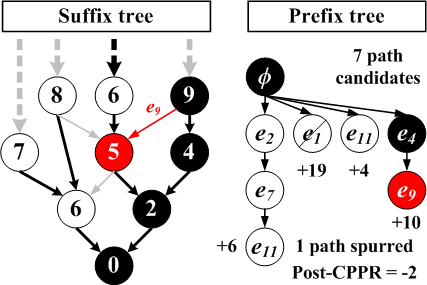 Suffix tree
8
6
e9
9
7
5
4
6
2
0
Prefix tree
7 path
candidates
ϕ
e2
e1
e11
e4
+19
+4
e7
e9
+10
+6
e11
1 path spurred
Post-CPPR = -2